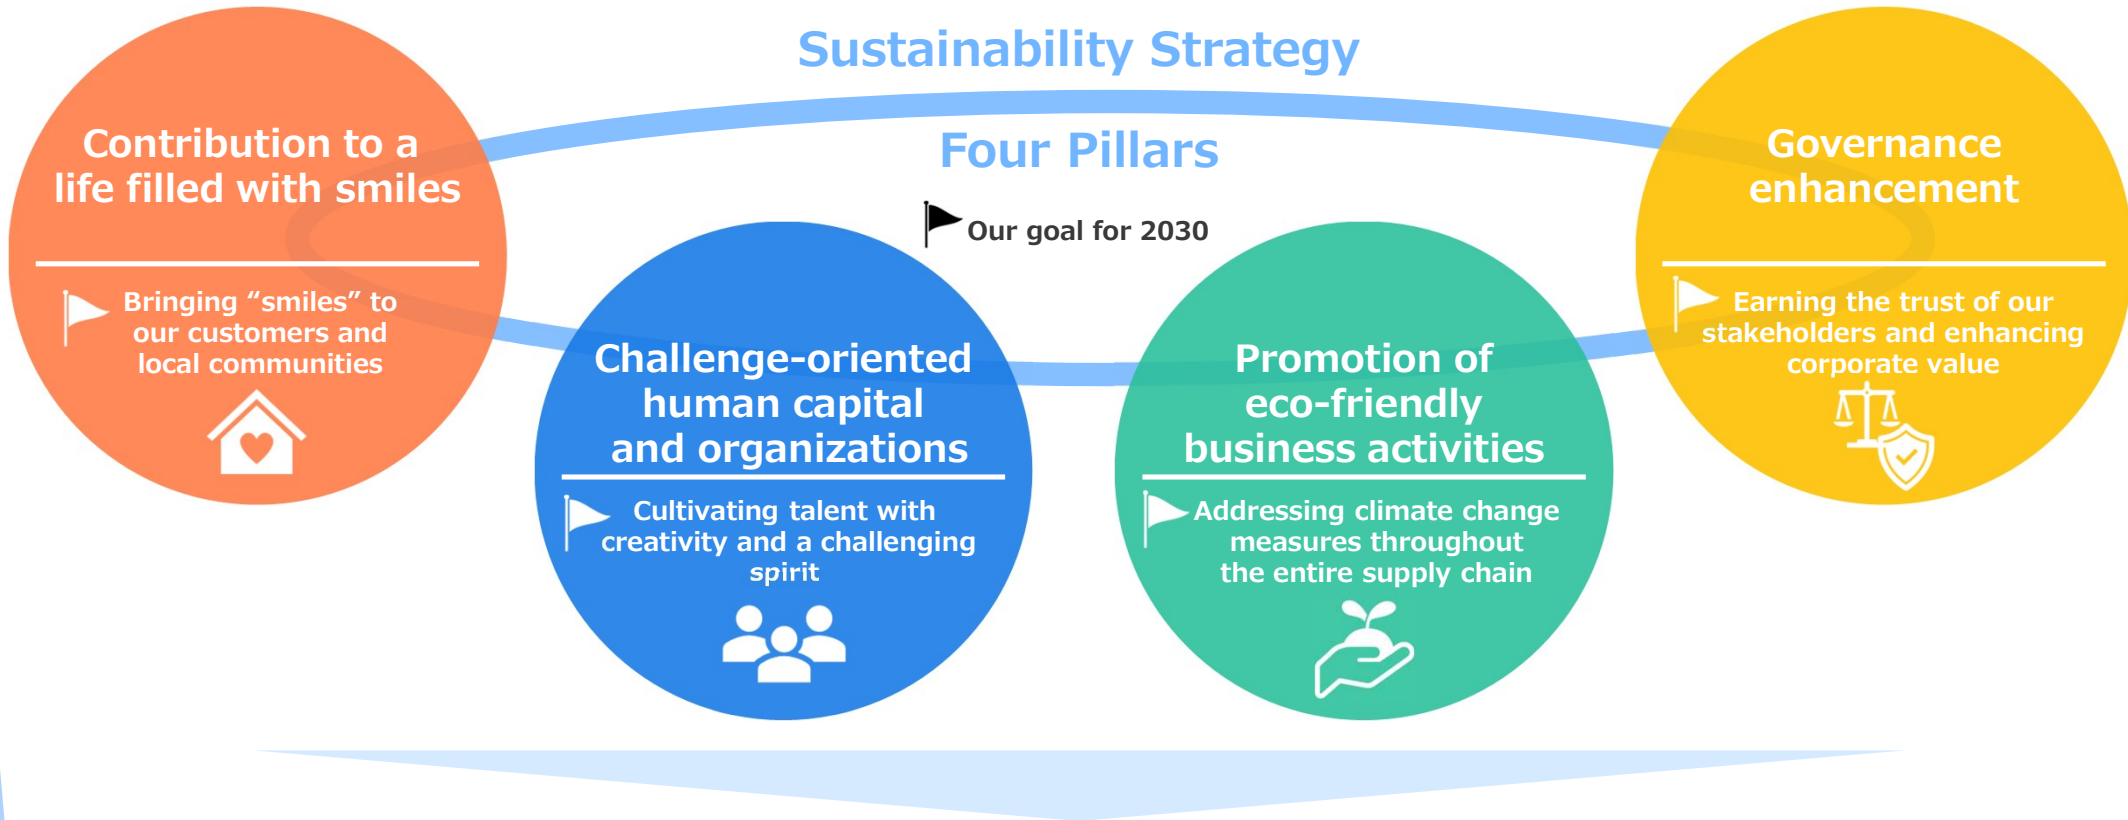 Sustainability Strategy
Four Pillars
Our goal for 2030
Contribution to a
life filled with smiles
Bringing “smiles” to
our customers and
local communities
Challenge-oriented
human capital
and organizations
Cultivating talent with
creativity and a challenging
spirit
Promotion of
eco-friendly
business activities
Addressing climate change
measures throughout
the entire supply chain
Governance
enhancement
Earning the trust of our
stakeholders and enhancing
corporate value